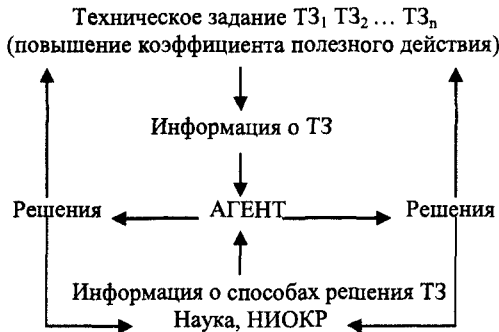 Техническое задание ТЗ₁ ТЗ₂ ... ТЗₙ
(повышение коэффициента полезного действия)
Информация о ТЗ
Решения АГЕНТ Решения
Информация о способах решения ТЗ
Наука, НИОКР